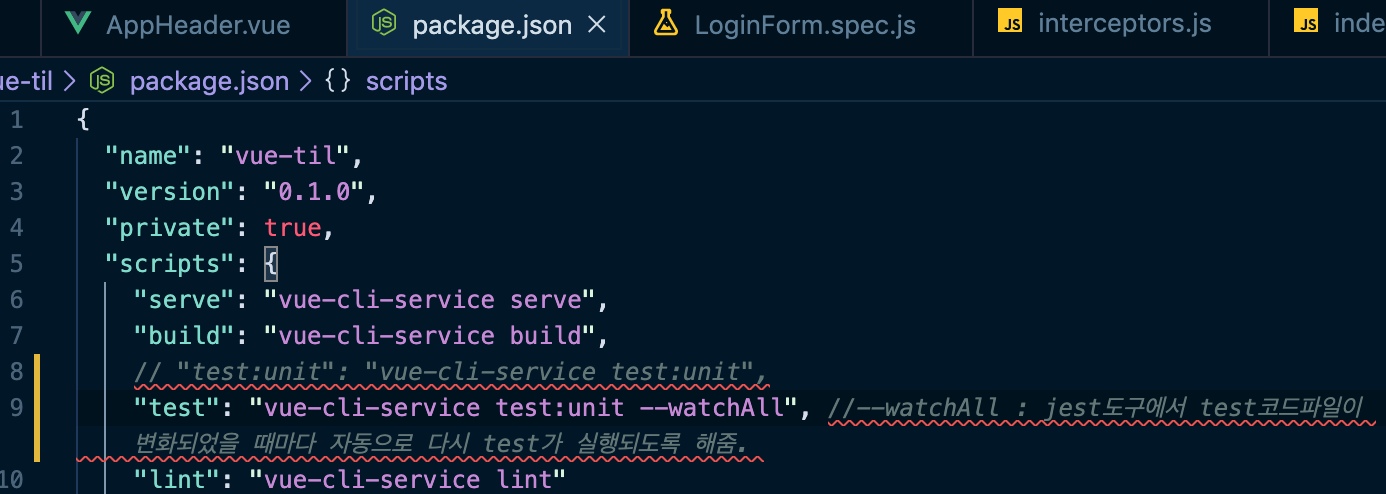 AppHeader.vue package.json × LoginForm.spec.js JS interceptors.js JS inde
ue-til > package.json > {} scripts
1 {
2 "name": "vue-til",
3 "version": "0.1.0",
4 "private": true,
5 "scripts": {
6 "serve": "vue-cli-service serve",
7 "build": "vue-cli-service build",
8 // "test:unit": "vue-cli-service test:unit",
9 "test": "vue-cli-service test:unit --watchAll", //--watchAll : jest도구에서 test코드파일이
변화되었을 때마다 자동으로 다시 test가 실행되도록 해줌.
10 "lint": "vue-cli-service lint"